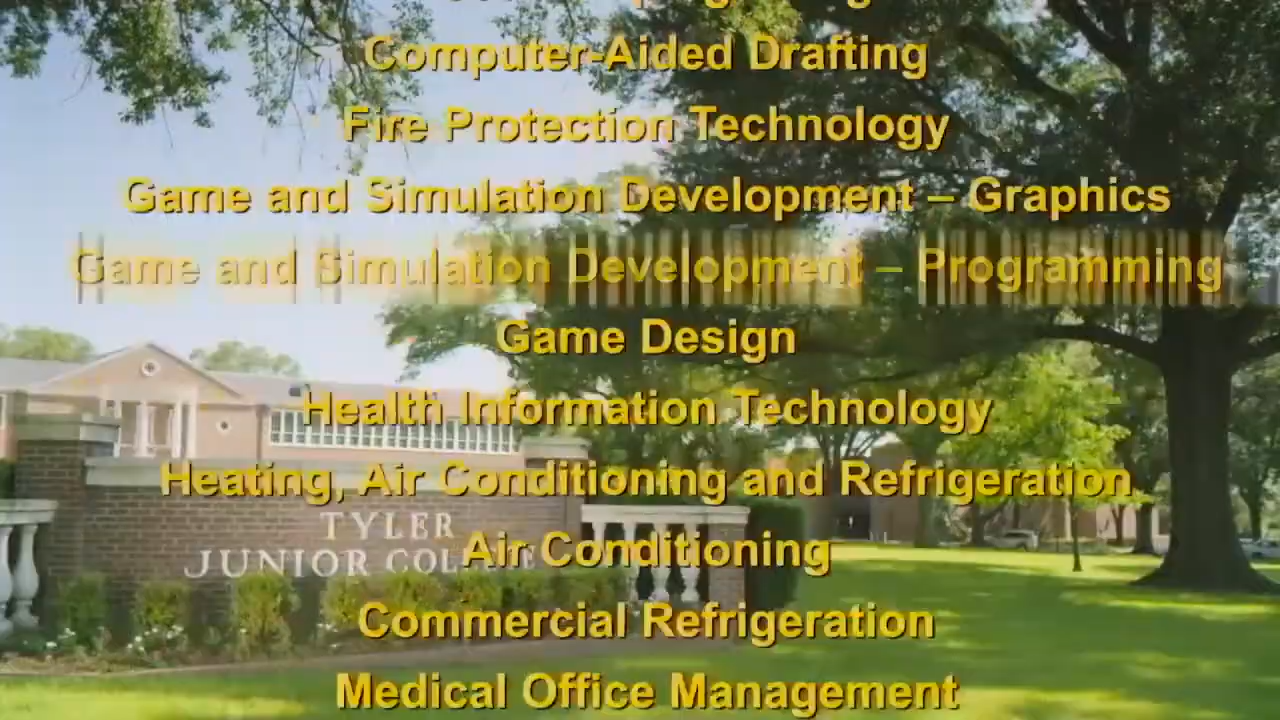 Computer-Aided Drafting
Fire Protection Technology
Game and Simulation Development – Graphics
Game and Simulation Development – Programming
Game Design
Health Information Technology
Heating, Air Conditioning and Refrigeration
TYLER
JUNIOR
Air Conditioning
Commercial Refrigeration
Medical Office Management